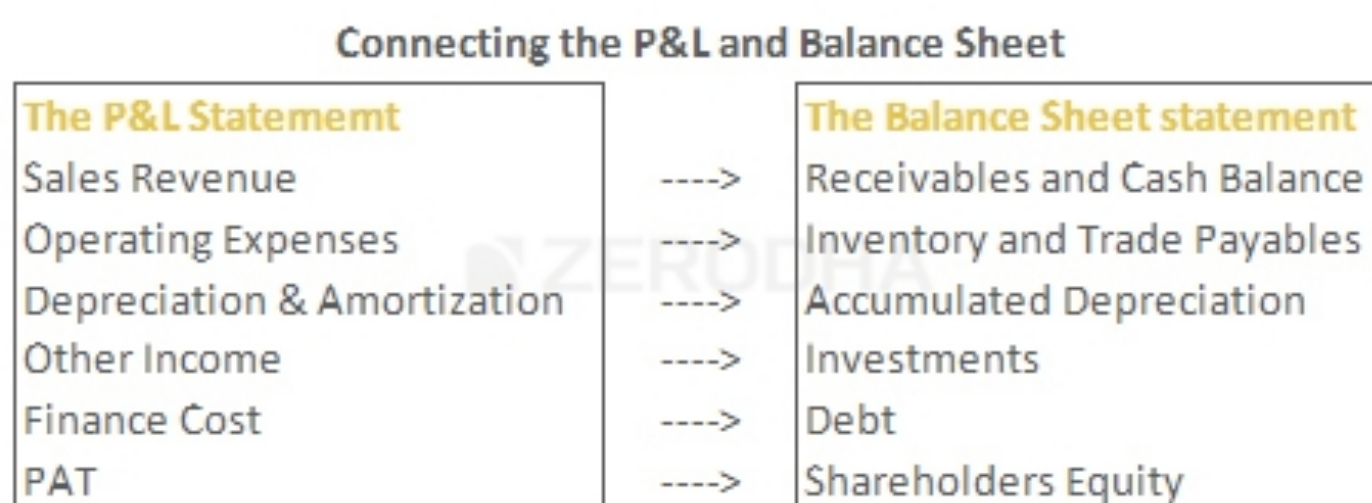 Connecting the P&L and Balance Sheet
The P&L Statememt ----> The Balance Sheet statement
Sales Revenue ----> Receivables and Cash Balance
Operating Expenses ----> Inventory and Trade Payables
Depreciation & Amortization ----> Accumulated Depreciation
Other Income ----> Investments
Finance Cost ----> Debt
PAT ----> Shareholders Equity
ZERODHA